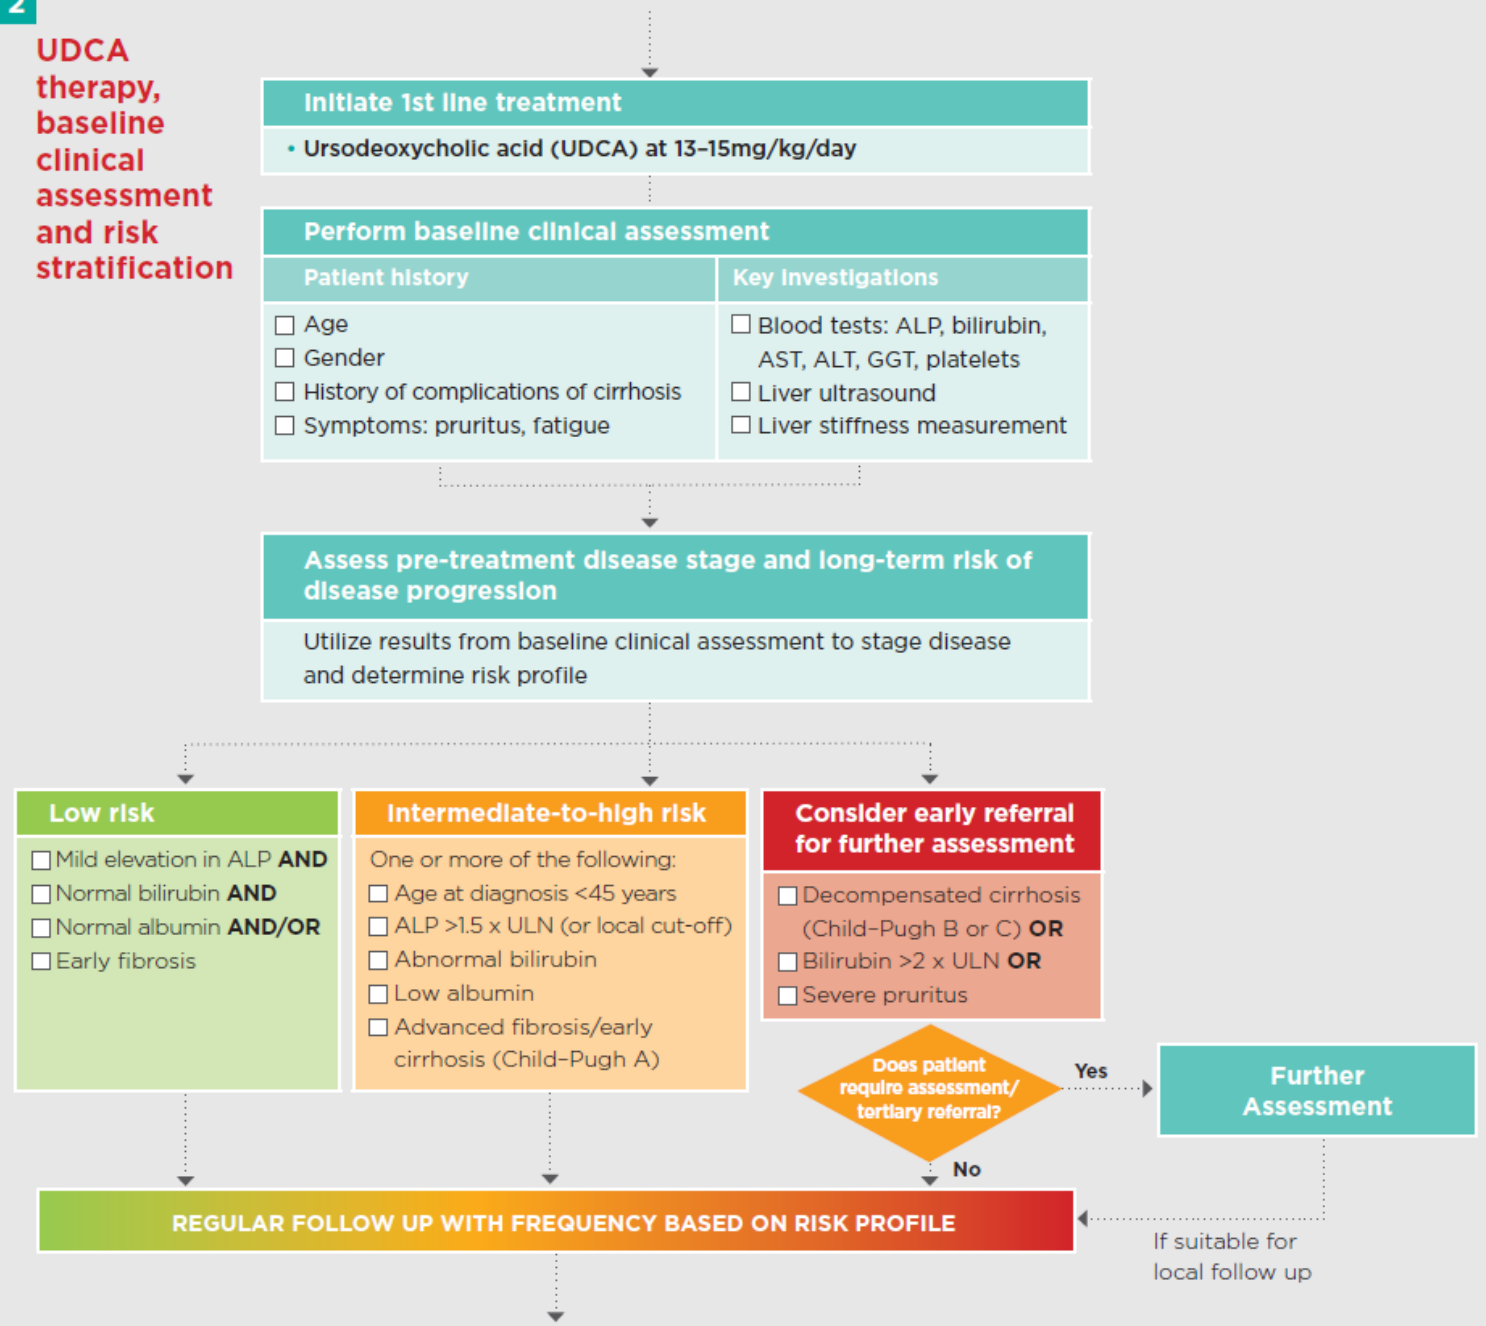 2
UDCA
therapy,
baseline
clinical
assessment
and risk
stratification
Initiate 1st line treatment
• Ursodeoxycholic acid (UDCA) at 13–15mg/kg/day
Perform baseline clinical assessment
Patient history
Age
Gender
History of complications of cirrhosis
Symptoms: pruritus, fatigue
Key Investigations
Blood tests: ALP, bilirubin,
AST, ALT, GGT, platelets
Liver ultrasound
Liver stiffness measurement
Assess pre-treatment disease stage and long-term risk of
disease progression
Utilize results from baseline clinical assessment to stage disease
and determine risk profile
Low risk
Mild elevation in ALP AND
Normal bilirubin AND
Normal albumin AND/OR
Early fibrosis
Intermediate-to-high risk
One or more of the following:
Age at diagnosis <45 years
ALP >1.5 x ULN (or local cut-off)
Abnormal bilirubin
Low albumin
Advanced fibrosis/early
cirrhosis (Child–Pugh A)
Consider early referral
for further assessment
Decompensated cirrhosis
(Child–Pugh B or C) OR
Bilirubin >2 x ULN OR
Severe pruritus
Does patient
require assessment/
tertiary referral?
Yes
Further
Assessment
No
REGULAR FOLLOW UP WITH FREQUENCY BASED ON RISK PROFILE
If suitable for
local follow up